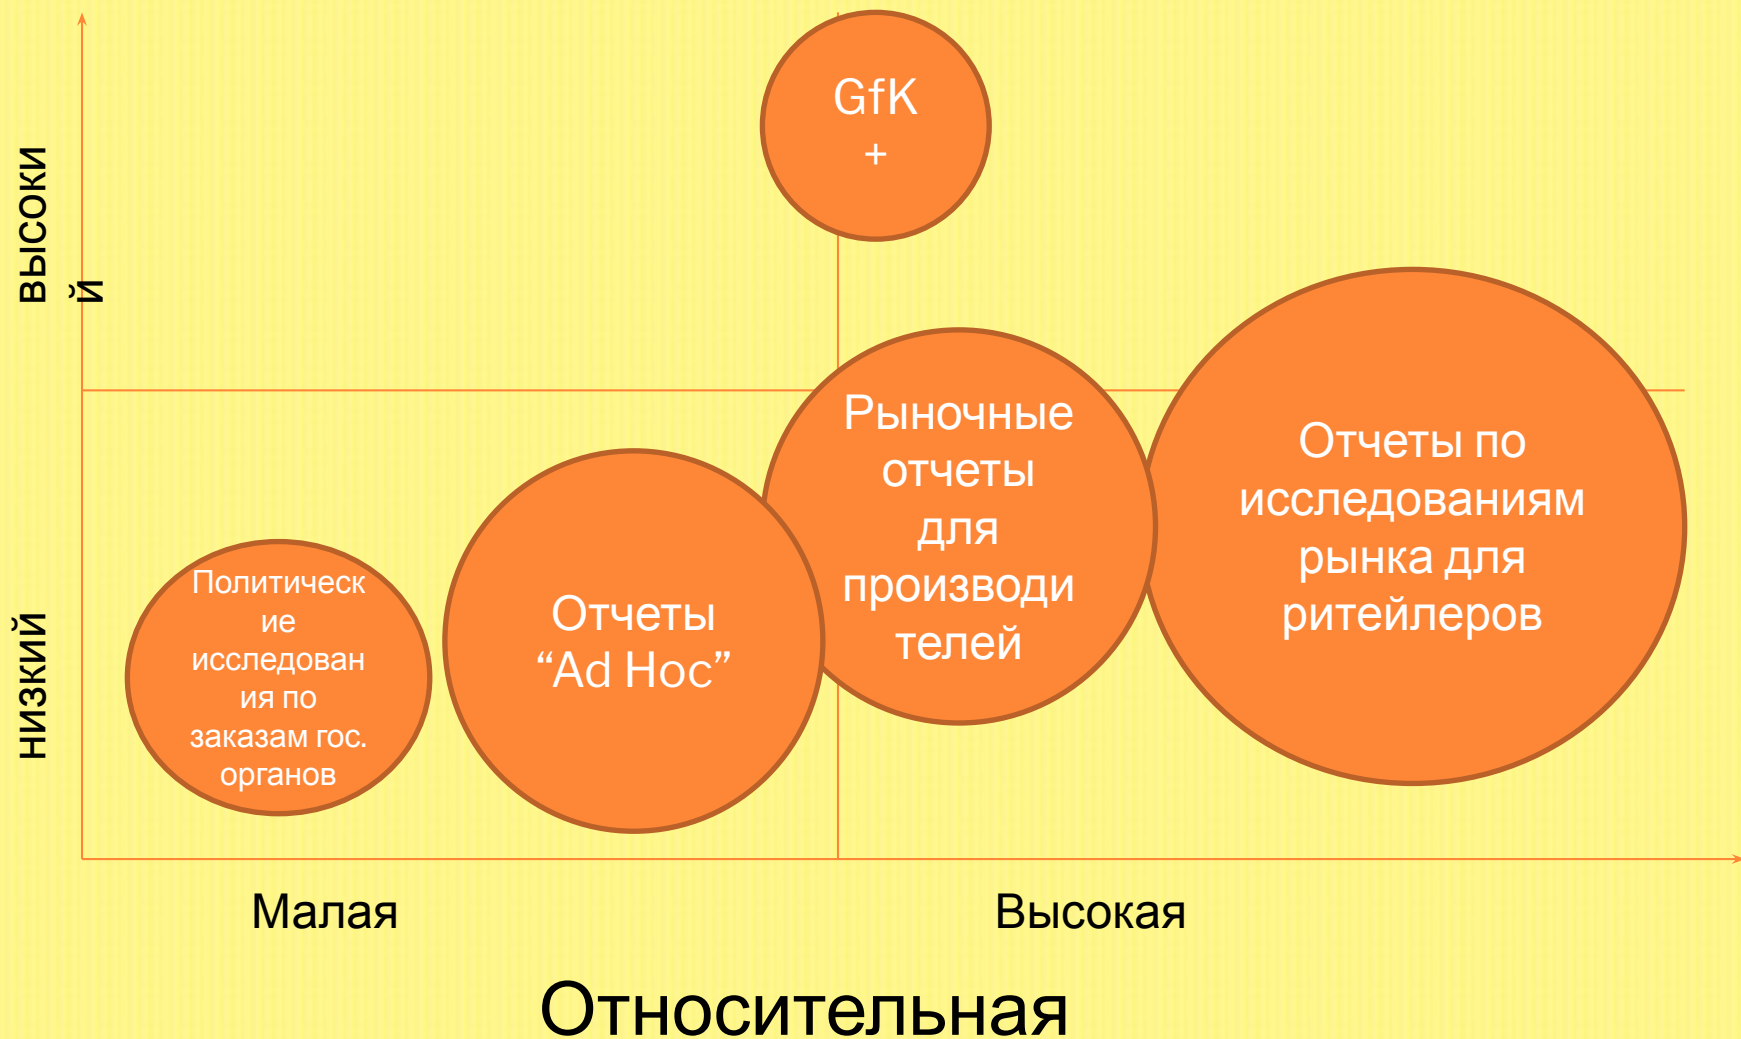 GfK
+
высоки
й
низкий
Политическ
ие
исследован
ия по
заказам гос.
органов
Отчеты
“Ad Hoc”
Рыночные
отчеты
для
производи
телей
Отчеты по
исследованиям
рынка для
ритейлеров
Малая
Высокая
Относительная